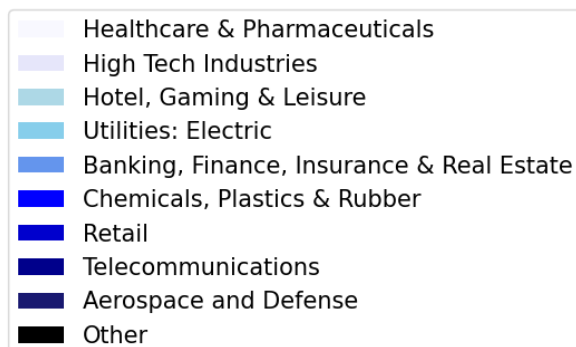 Healthcare & Pharmaceuticals
High Tech Industries
Hotel, Gaming & Leisure
Utilities: Electric
Banking, Finance, Insurance & Real Estate
Chemicals, Plastics & Rubber
Retail
Telecommunications
Aerospace and Defense
Other